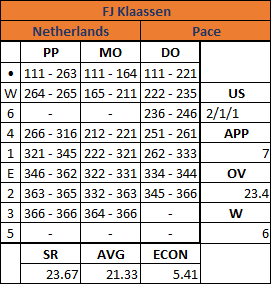 FJ Klaassen
Netherlands Pace
PP MO DO
• 111 - 263 111 - 164 111 - 221
W 264 - 265 165 - 211 222 - 235 US
6 - - 236 - 246 2/1/1
4 266 - 316 212 - 221 251 - 261 APP
1 321 - 345 222 - 321 262 - 333 7
E 346 - 362 331 - 322 334 - 344 OV
2 363 - 365 332 - 363 345 - 366 23.4
3 366 - 366 364 - 366 - W
5 - - - 6
SR AVG ECON
23.67 21.33 5.41